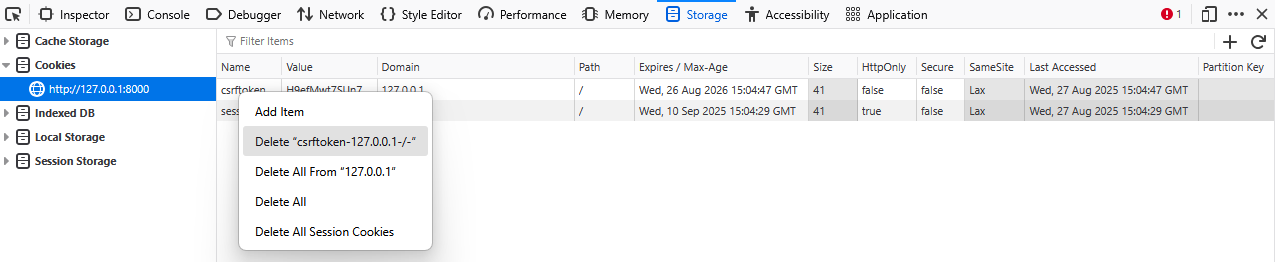 Inspector Console Debugger Network Style Editor Performance Memory Storage Accessibility Application 1
Cache Storage
Cookies
http://127.0.0.1:8000
Indexed DB
Local Storage
Session Storage
Filter Items
Name Value Domain Path Expires / Max-Age Size HttpOnly Secure SameSite Last Accessed Partition Key
csrftoken 127.0.0.1 / Wed, 26 Aug 2026 15:04:47 GMT 41 false false Lax Wed, 27 Aug 2025 15:04:47 GMT
sess / Wed, 10 Sep 2025 15:04:29 GMT 41 true false Lax Wed, 27 Aug 2025 15:04:29 GMT
Add Item
Delete “csrftoken-127.0.0.1-/-”
Delete All From “127.0.0.1”
Delete All
Delete All Session Cookies